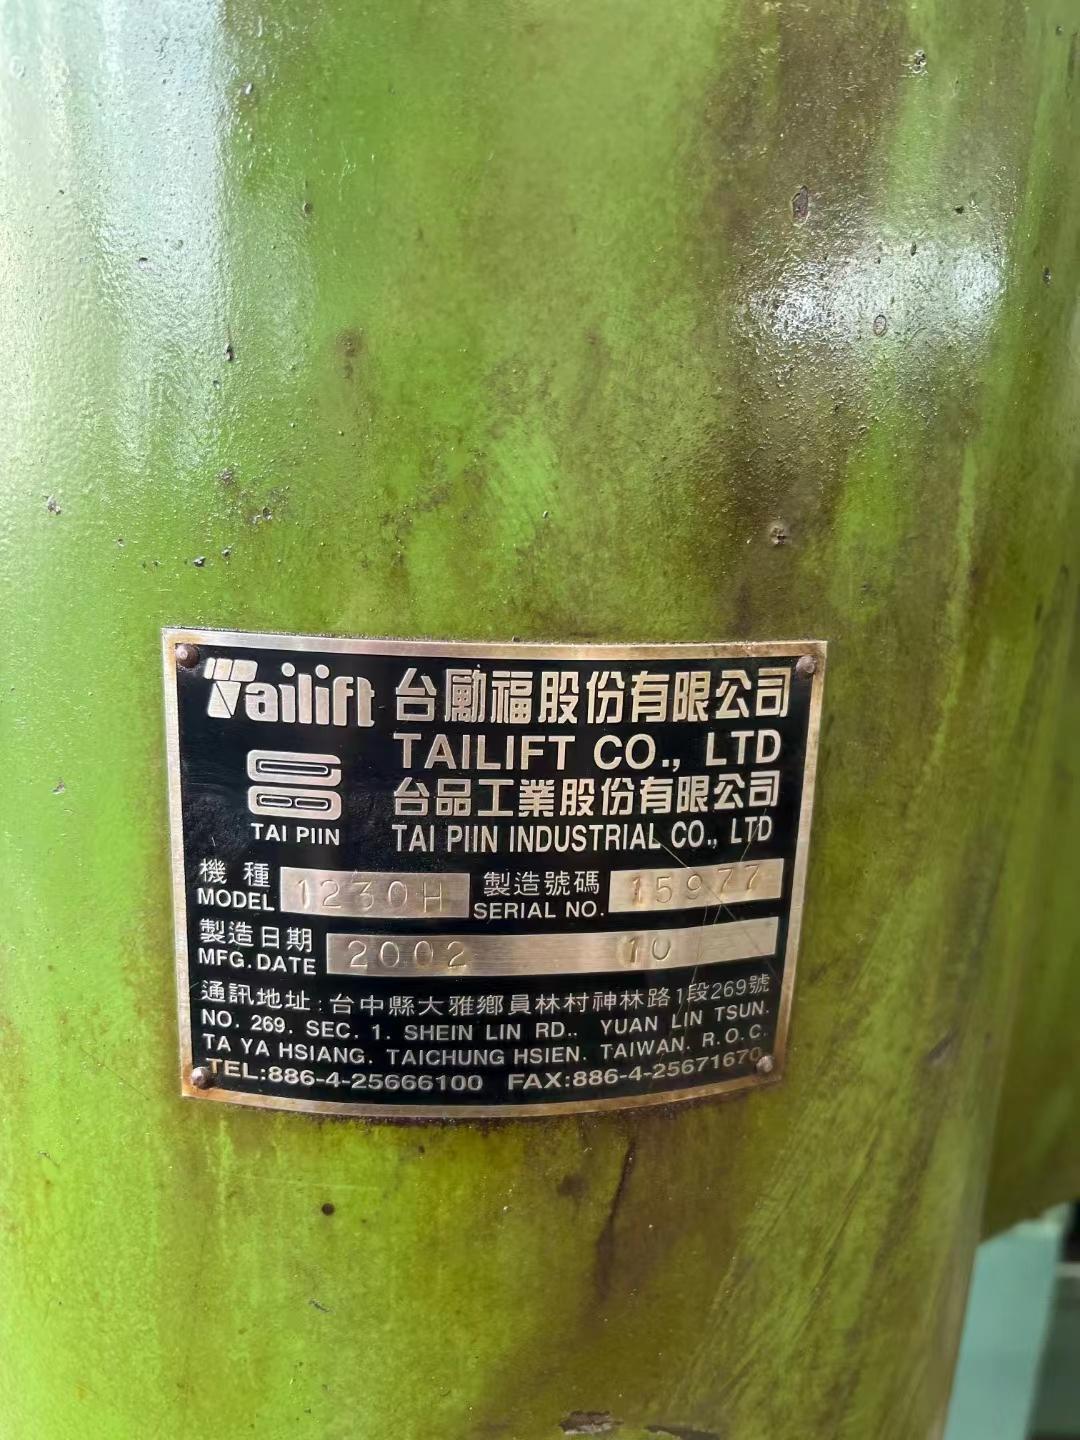 Tailift 台勵福股份有限公司
TAILIFT CO., LTD
台品工業股份有限公司
TAI PIIN
TAI PIIN INDUSTRIAL CO., LTD
機種 1230H 製造號碼 15977
MODEL SERIAL NO.
製造日期 2002 10
MFG. DATE
通訊地址:台中縣大雅鄉員林村神林路1段269號
NO. 269. SEC. 1. SHEIN LIN RD.. YUAN LIN TSUN.
TA YA HSIANG. TAICHUNG HSIEN. TAIWAN. R.O.C.
TEL:886-4-25666100 FAX:886-4-25671670